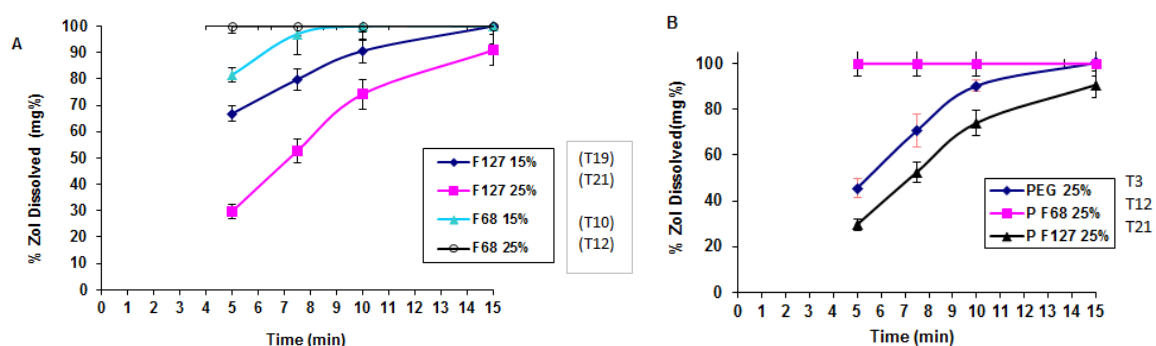 A
% Zol Dissolved (mg%)
100
90
80
70
60
50
40
30
20
10
0
0 1 2 3 4 5 6 7 8 9 10 11 12 13 14 15
Time (min)
F127 15%
F127 25%
F68 15%
F68 25%
(T19)
(T21)
(T10)
(T12)
B
% Zol Dissolved(mg%)
100
80
60
40
20
0
0 1 2 3 4 5 6 7 8 9 10 11 12 13 14 15
Time (min)
PEG 25%
P F68 25%
P F127 25%
T3
T12
T21